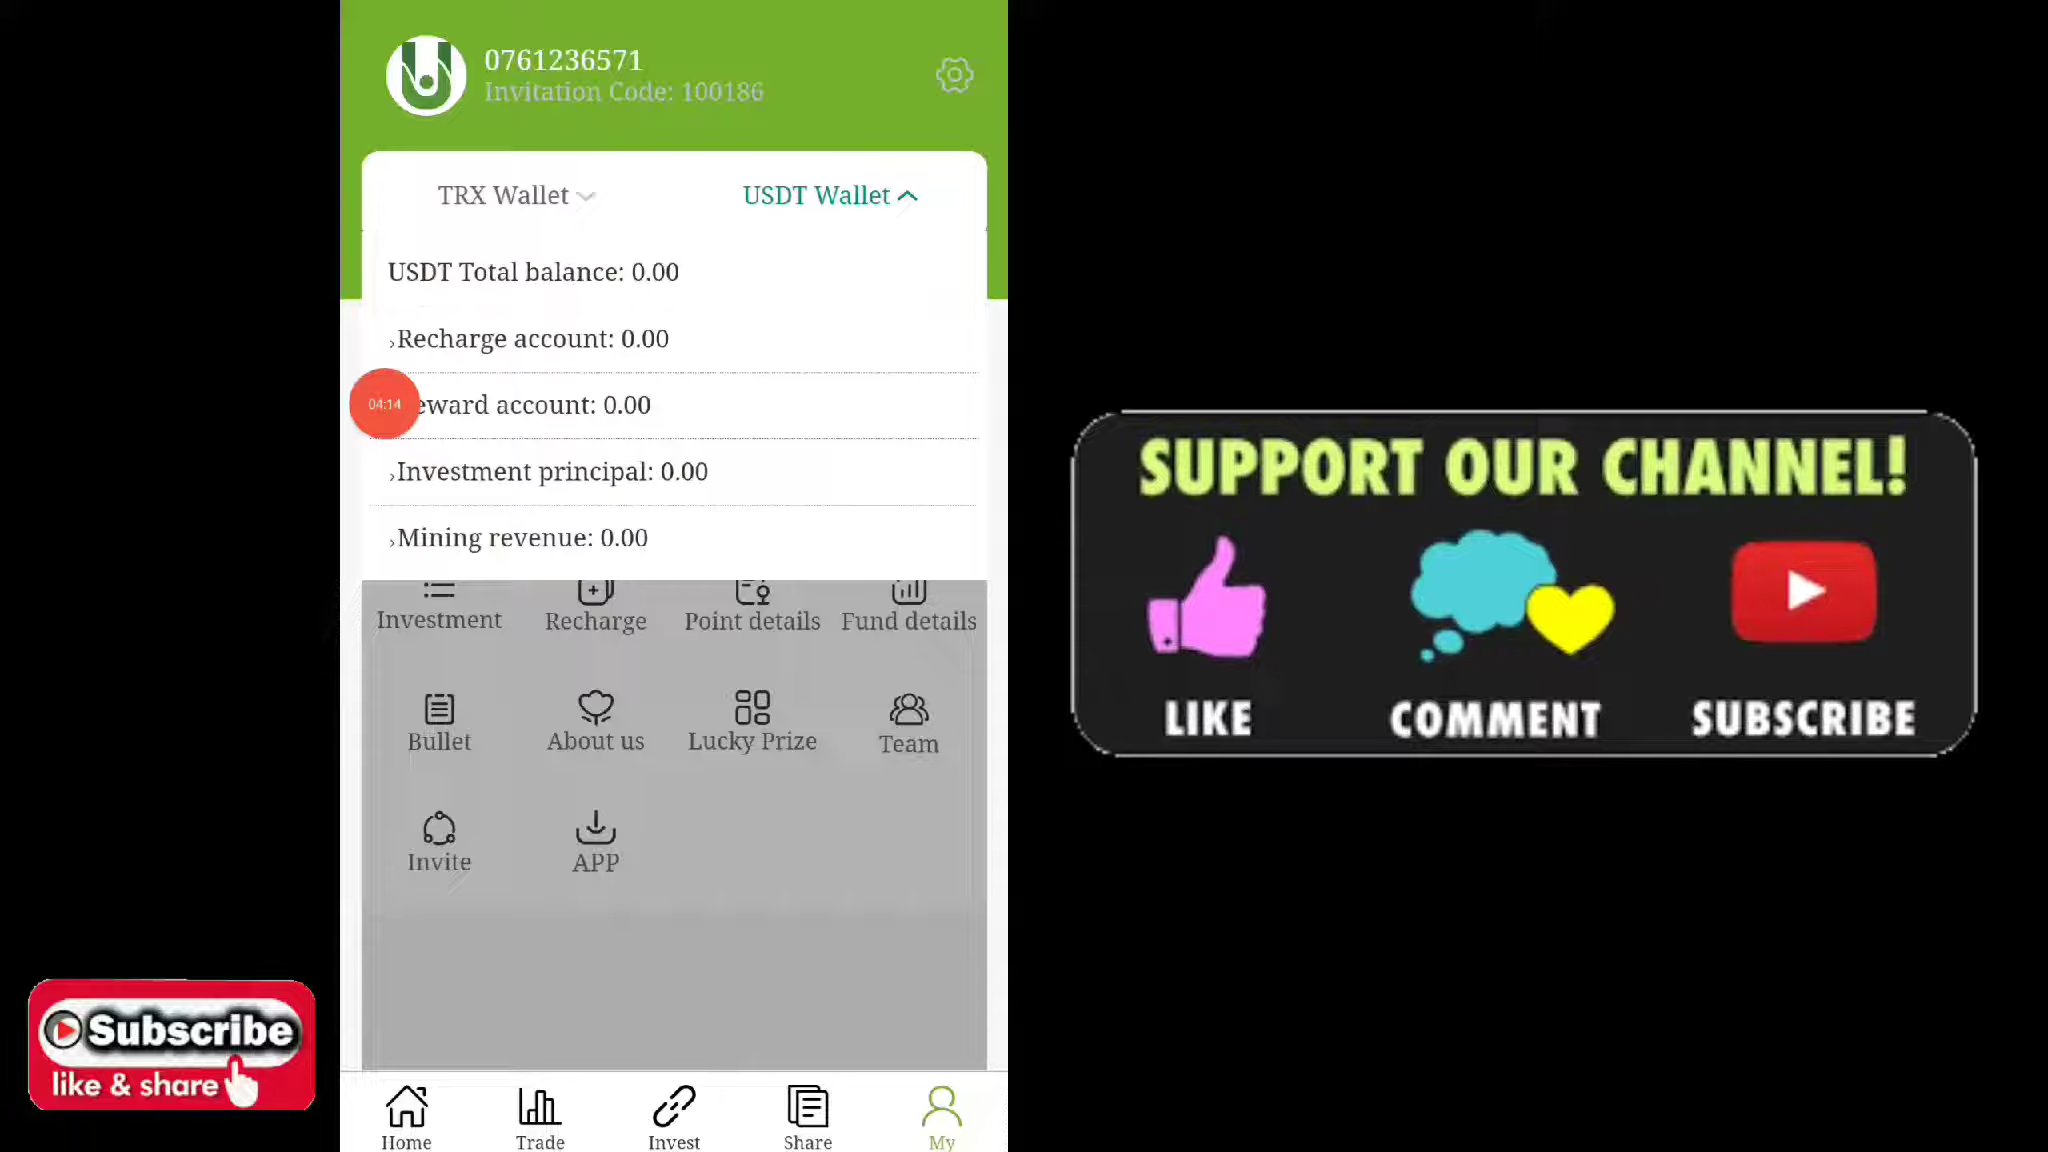 0761236571
Invitation Code: 100186
TRX Wallet
USDT Wallet
USDT Total balance: 0.00
›Recharge account: 0.00
04:14
eward account: 0.00
›Investment principal: 0.00
›Mining revenue: 0.00
Investment
Recharge
Point details
Fund details
Bullet
About us
Lucky Prize
Team
Invite
APP
Home
Trade
Invest
Share
My
SUPPORT OUR CHANNEL!
LIKE
COMMENT
SUBSCRIBE
Subscribe
like & share